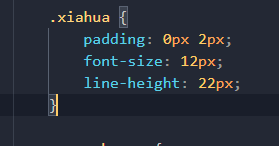 .xiahua {
padding: 0px 2px;
font-size: 12px;
line-height: 22px;
}